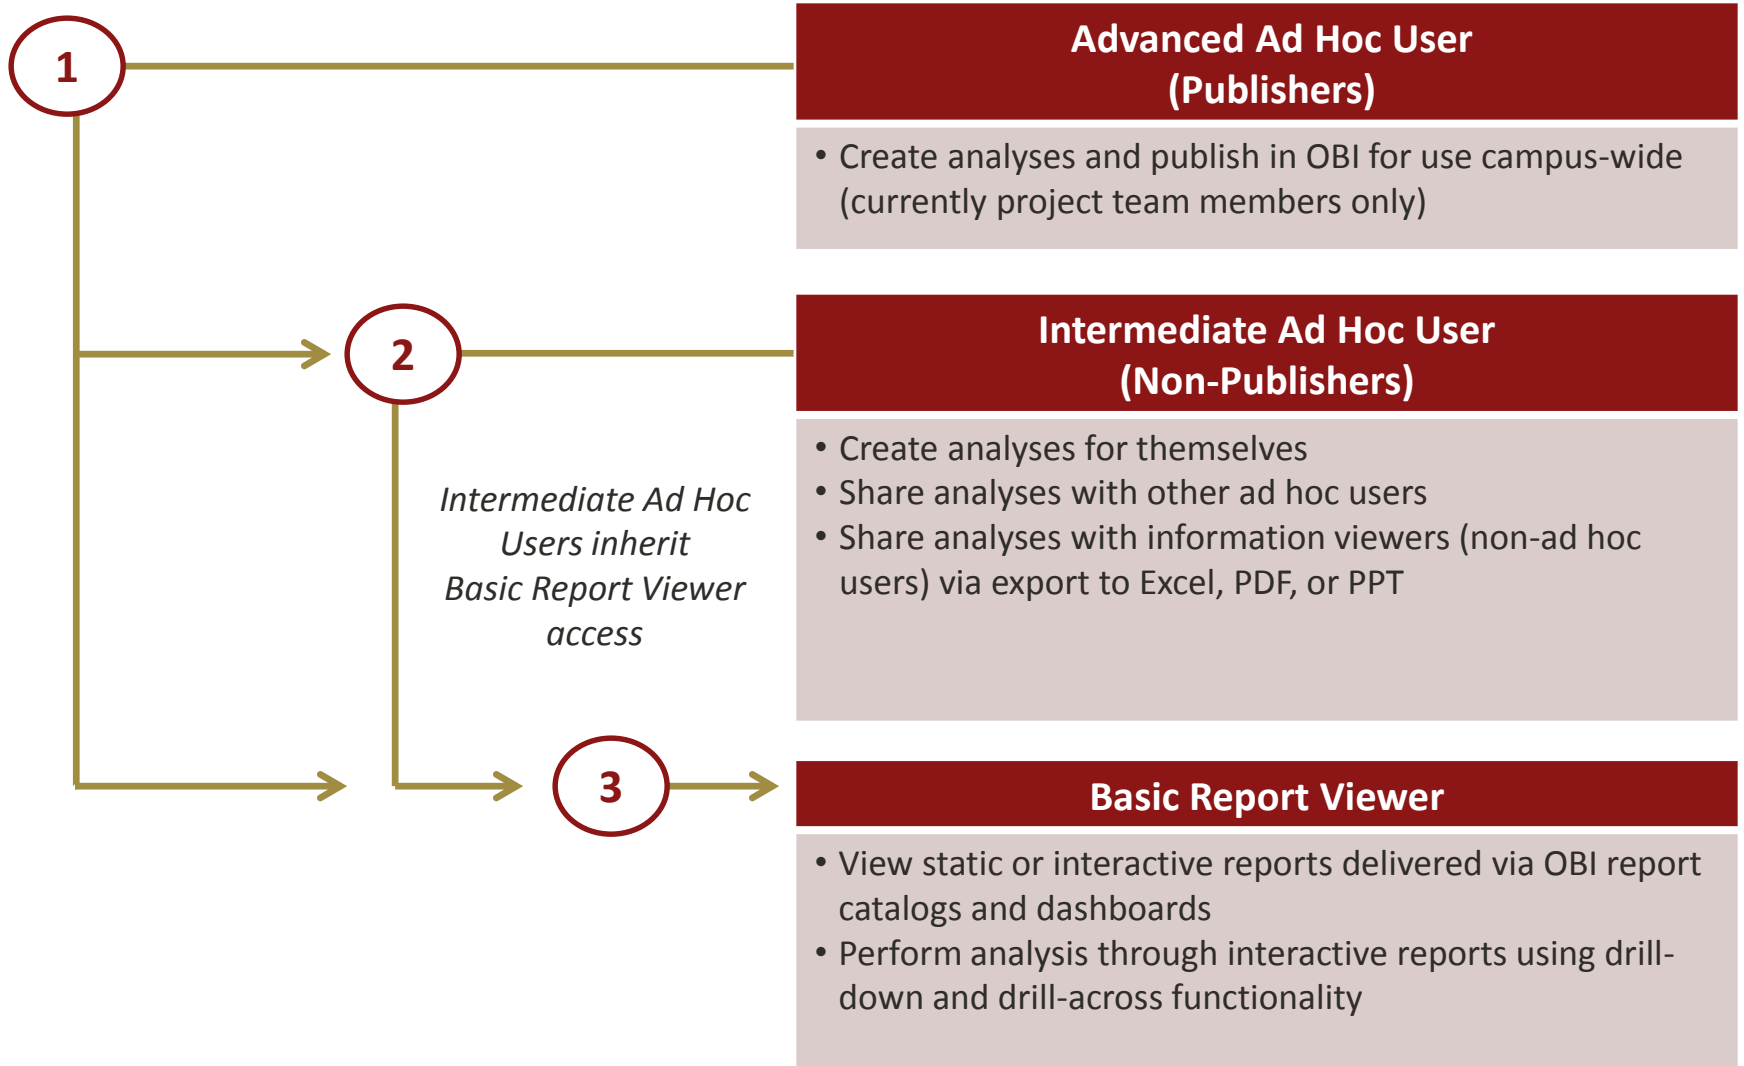 1
Advanced Ad Hoc User
(Publishers)
• Create analyses and publish in OBI for use campus-wide
(currently project team members only)
2
Intermediate Ad Hoc User
(Non-Publishers)
• Create analyses for themselves
• Share analyses with other ad hoc users
• Share analyses with information viewers (non-ad hoc
users) via export to Excel, PDF, or PPT
Intermediate Ad Hoc
Users inherit
Basic Report Viewer
access
3
Basic Report Viewer
• View static or interactive reports delivered via OBI report
catalogs and dashboards
• Perform analysis through interactive reports using drill-
down and drill-across functionality